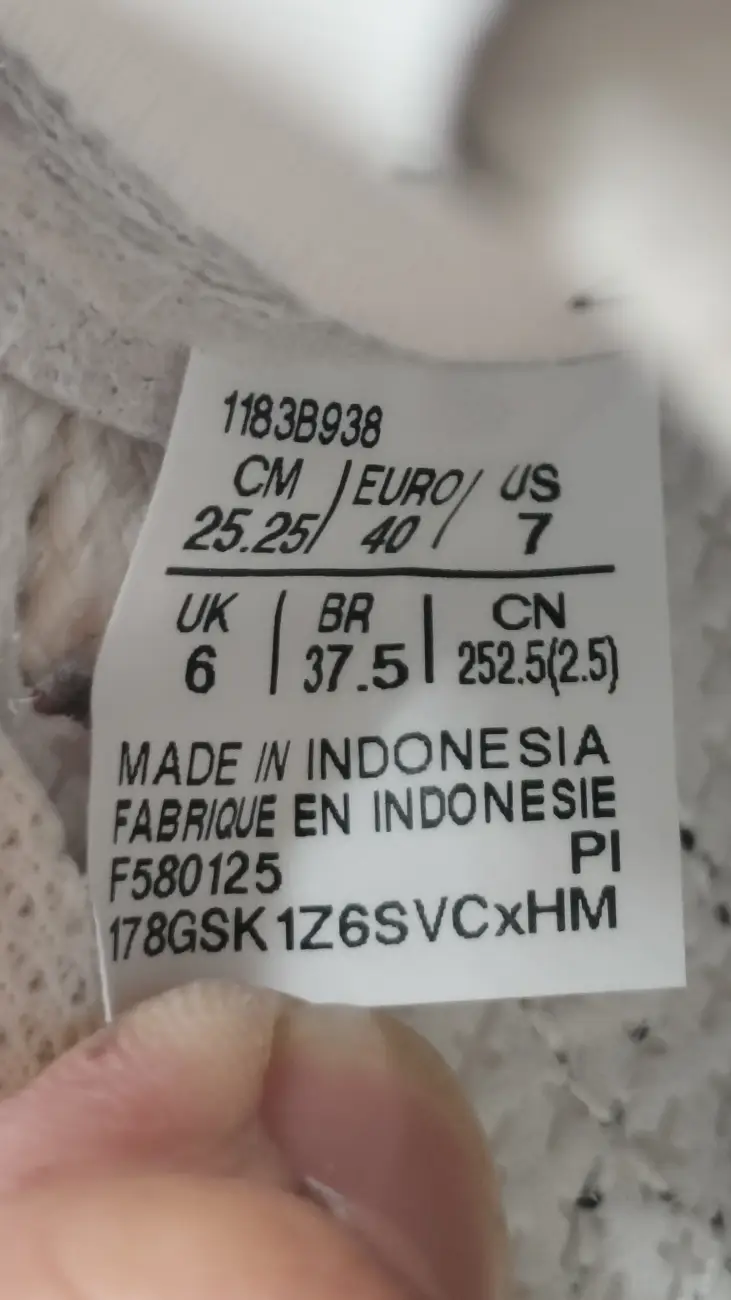 1183B938
CM / EURO / US
25.25 / 40 / 7
UK | BR | CN
6 | 37.5 | 252.5(2.5)
MADE IN INDONESIA
FABRIQUE EN INDONESIE
F580125 PI
178GSK1Z6SVCxHM